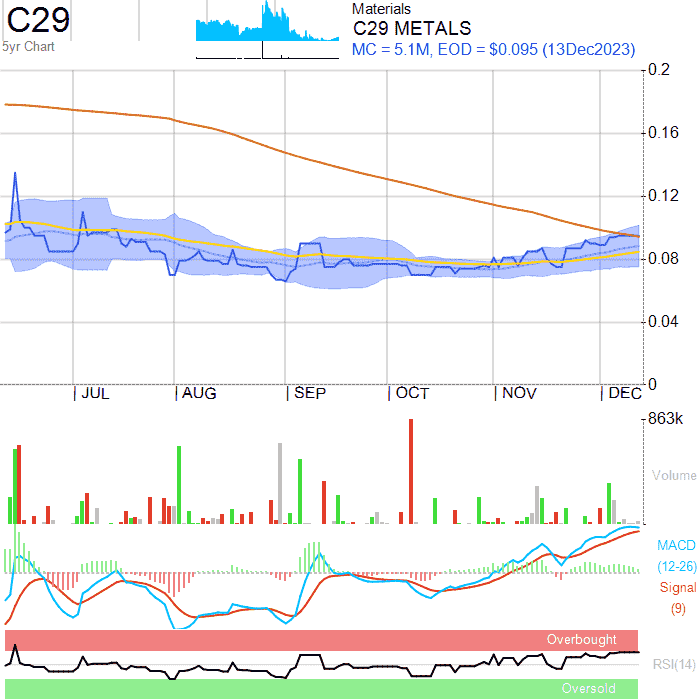 C29
5yr Chart
Materials
C29 METALS
MC = 5.1M, EOD = $0.095 (13Dec2023)
0.2
0.16
0.12
0.08
0.04
0
JUL AUG SEP OCT NOV DEC
863k
Volume
MACD
(12-26)
Signal
(9)
Overbought
RSI(14)
Oversold